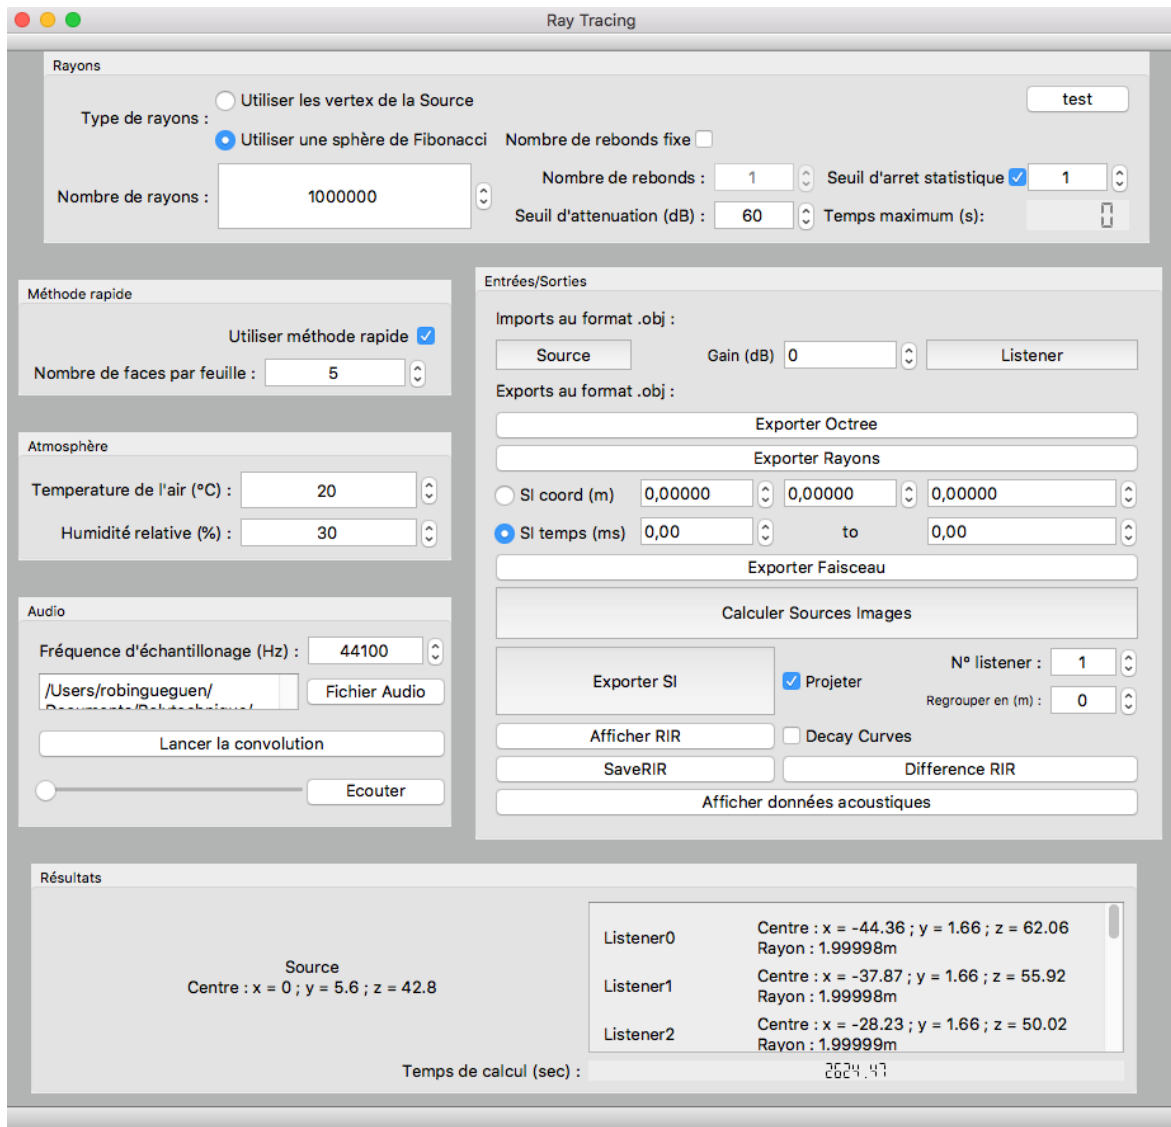 Ray Tracing
Rayons
Type de rayons :
Utiliser les vertex de la Source
test
Utiliser une sphère de Fibonacci
Nombre de rebonds fixe
Nombre de rayons :
1000000
Nombre de rebonds :
1
Seuil d'arret statistique
1
Seuil d'attenuation (dB) :
60
Temps maximum (s):
0
Méthode rapide
Utiliser méthode rapide
Nombre de faces par feuille :
5
Atmosphère
Temperature de l'air (°C) :
20
Humidité relative (%) :
30
Audio
Fréquence d'échantillonage (Hz) :
44100
/Users/robingueguen/
Documents/Polytechnique/
Fichier Audio
Lancer la convolution
Ecouter
Entrées/Sorties
Imports au format .obj :
Source
Gain (dB)
0
Listener
Exports au format .obj :
Exporter Octree
Exporter Rayons
SI coord (m)
0,00000
0,00000
0,00000
SI temps (ms)
0,00
to
0,00
Exporter Faisceau
Calculer Sources Images
Exporter SI
Projeter
N° listener :
1
Regrouper en (m) :
0
Afficher RIR
Decay Curves
SaveRIR
Difference RIR
Afficher données acoustiques
Résultats
Source
Centre : x = 0 ; y = 5.6 ; z = 42.8
Listener0
Centre : x = -44.36 ; y = 1.66 ; z = 62.06
Rayon : 1.99998m
Listener1
Centre : x = -37.87 ; y = 1.66 ; z = 55.92
Rayon : 1.99998m
Listener2
Centre : x = -28.23 ; y = 1.66 ; z = 50.02
Rayon : 1.99999m
Temps de calcul (sec) :
2624.47